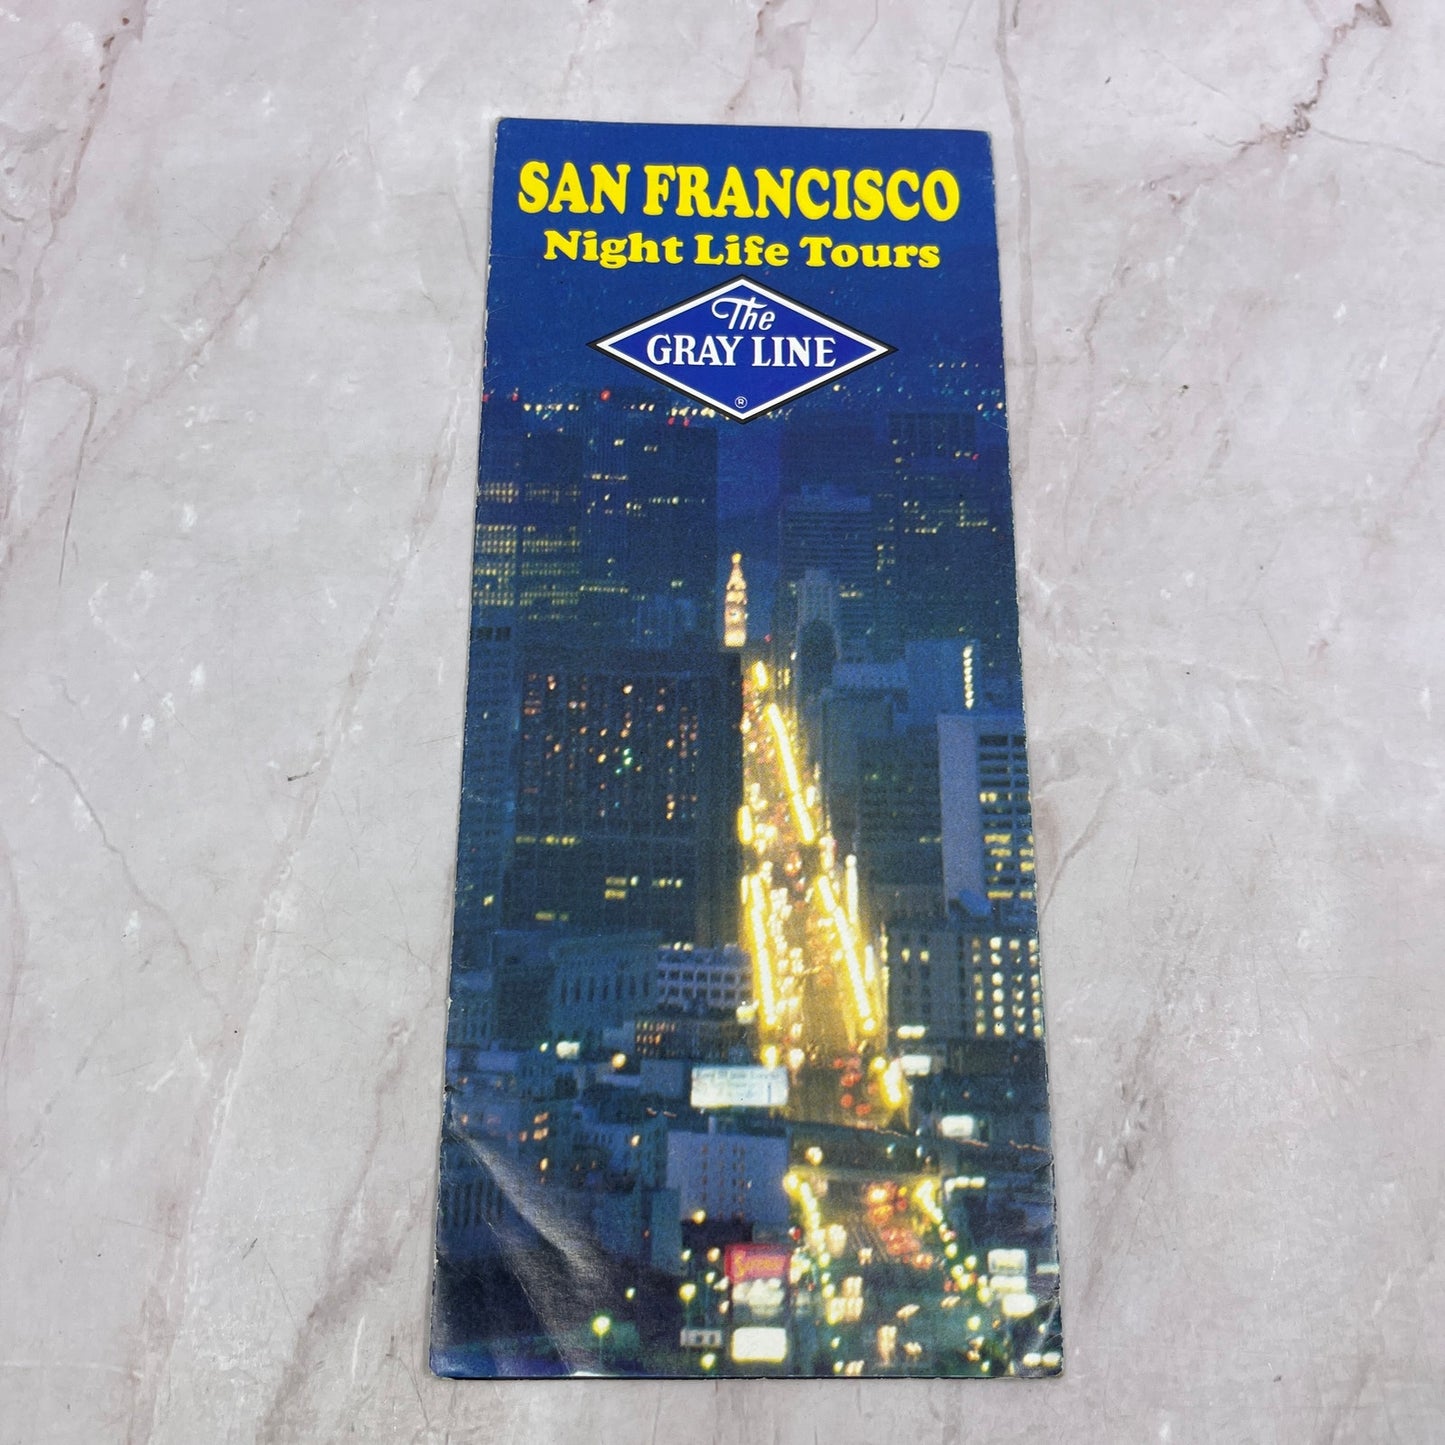 SAN FRANCISCO
Night Life Tours
The
GRAY LINE
®